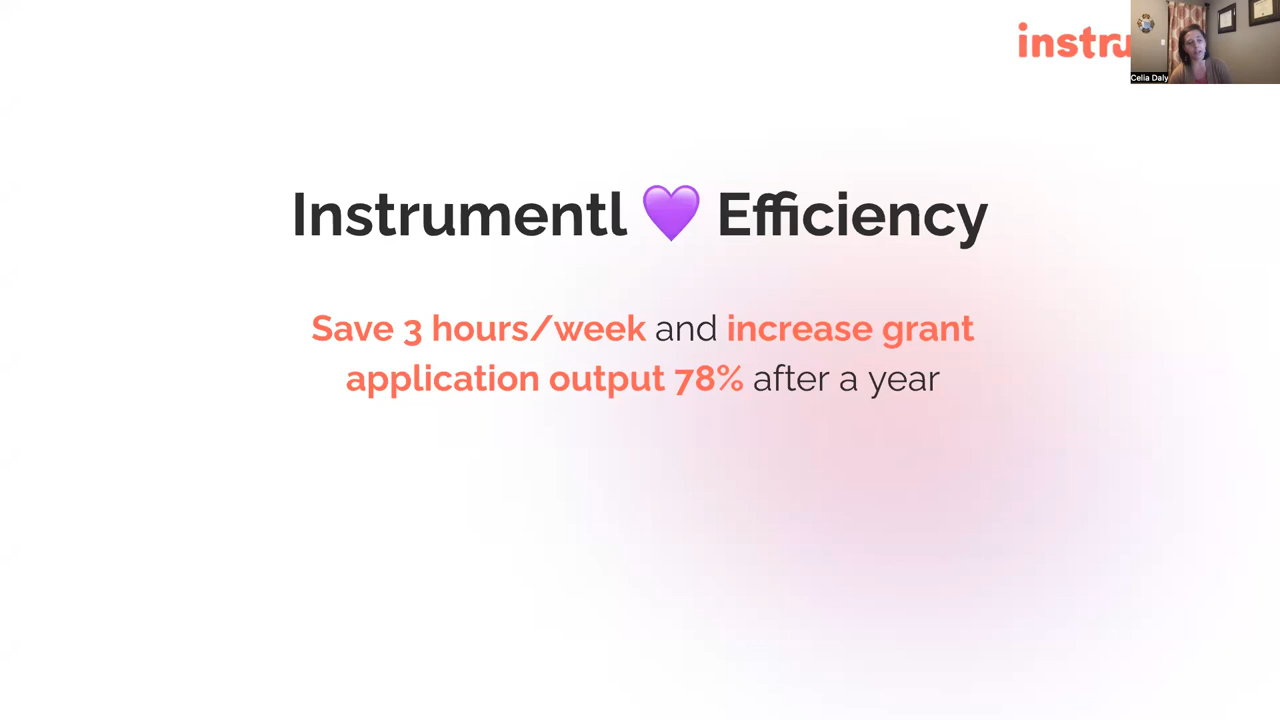 instru
Celia Daly
Instrumentl 💜 Efficiency
Save 3 hours/week and increase grant
application output 78% after a year